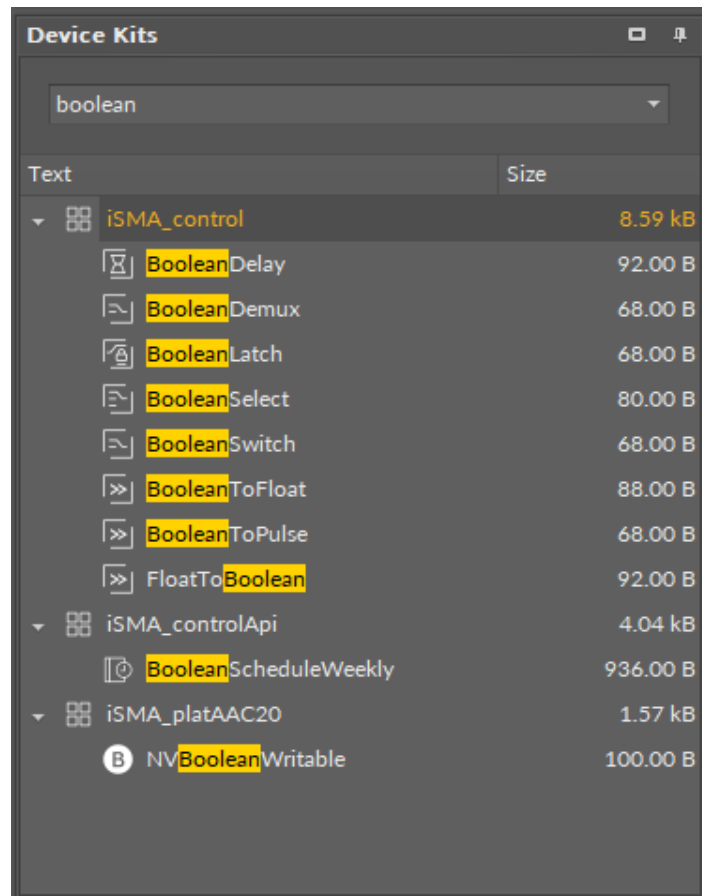 Device Kits
boolean
Text Size
iSMA_control 8.59 kB
BooleanDelay 92.00 B
BooleanDemux 68.00 B
BooleanLatch 68.00 B
BooleanSelect 80.00 B
BooleanSwitch 68.00 B
BooleanToFloat 88.00 B
BooleanToPulse 68.00 B
FloatToBoolean 92.00 B
iSMA_controlApi 4.04 kB
BooleanScheduleWeekly 936.00 B
iSMA_platAAC20 1.57 kB
B NVBooleanWritable 100.00 B